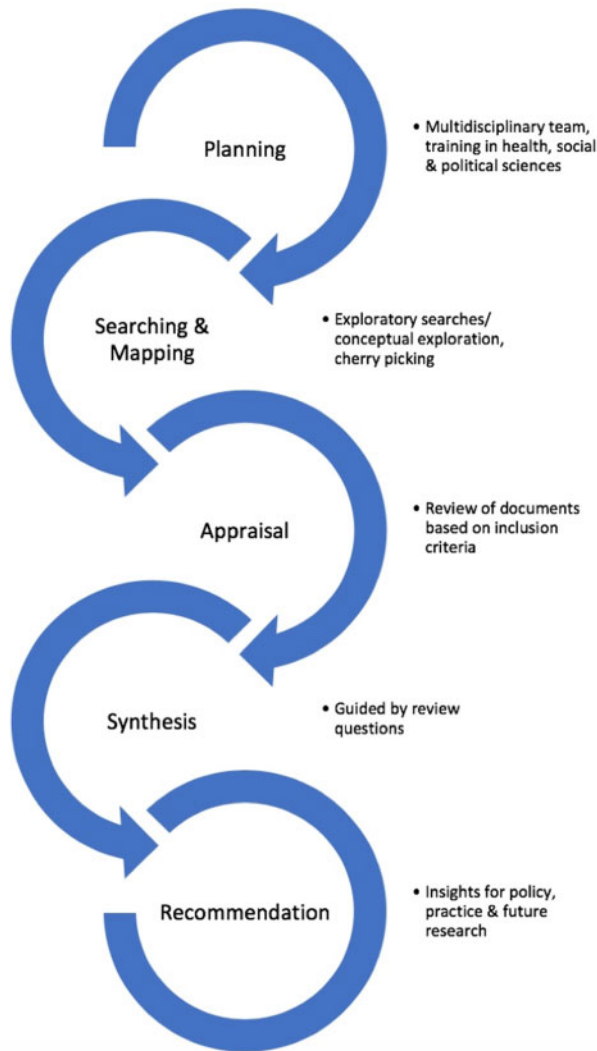 Planning
• Multidisciplinary team,
training in health, social
& political sciences
Searching &
Mapping
• Exploratory searches/
conceptual exploration,
cherry picking
Appraisal
• Review of documents
based on inclusion
criteria
Synthesis
• Guided by review
questions
Recommendation
• Insights for policy,
practice & future
research